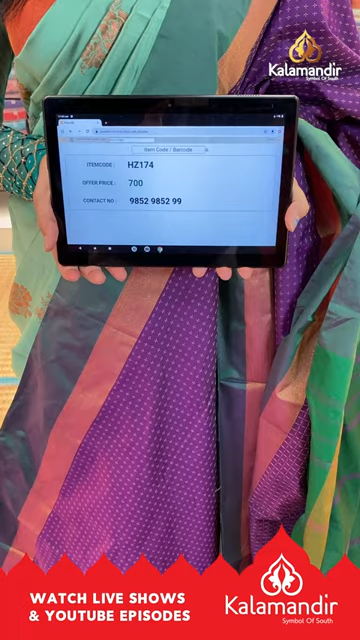 Kalamandir
Symbol Of South
Item Code / Barcode
ITEMCODE : HZ174
OFFER PRICE : 700
CONTACT NO : 9852 9852 99
WATCH LIVE SHOWS
& YOUTUBE EPISODES
Kalamandir
Symbol Of South